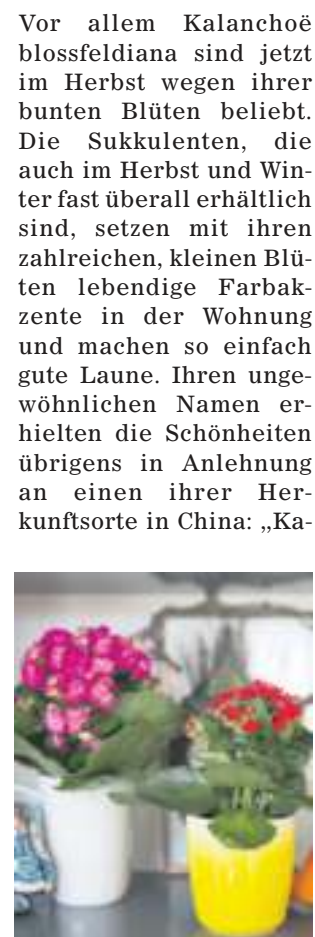 Vor allem Kalanchoë
blossfeldiana sind jetzt
im Herbst wegen ihrer
bunten Blüten beliebt.
Die Sukkulenten, die
auch im Herbst und Win-
ter fast überall erhältlich
sind, setzen mit ihren
zahlreichen, kleinen Blü-
ten lebendige Farbak-
zente in der Wohnung
und machen so einfach
gute Laune. Ihren unge-
wöhnlichen Namen er-
hielten die Schönheiten
übrigens in Anlehnung
an einen ihrer Her-
kunftsorte in China: „Ka-